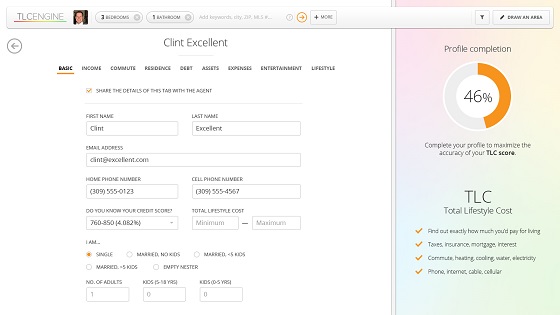 TLCENGINE
3 BEDROOMS
1 BATHROOM
Add keywords, city, ZIP, MLS #...
+ MORE
DRAW AN AREA
Clint Excellent
BASIC INCOME COMMUTE RESIDENCE DEBT ASSETS EXPENSES ENTERTAINMENT LIFESTYLE
SHARE THE DETAILS OF THIS TAB WITH THE AGENT
FIRST NAME LAST NAME
Clint Excellent
EMAIL ADDRESS
clint@excellent.com
HOME PHONE NUMBER CELL PHONE NUMBER
(309) 555-0123 (309) 555-4567
DO YOU KNOW YOUR CREDIT SCORE? TOTAL LIFESTYLE COST
760-850 (4.082%) Minimum — Maximum
I AM...
SINGLE MARRIED, NO KIDS MARRIED, <5 KIDS
MARRIED, +5 KIDS EMPTY NESTER
NO. OF ADULTS KIDS (5-18 YRS) KIDS (0-5 YRS)
1 0 0
Profile completion
46%
Complete your profile to maximize the
accuracy of your TLC score.
TLC
Total Lifestyle Cost
Find out exactly how much you'd pay for living
Taxes, insurance, mortgage, interest
Commute, heating, cooling, water, electricity
Phone, internet, cable, cellular